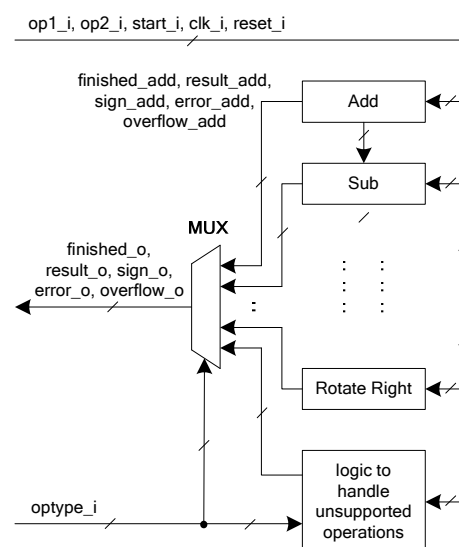 op1_i, op2_i, start_i, clk_i, reset_i
finished_add, result_add,
sign_add, error_add,
overflow_add
Add
Sub
MUX
finished_o,
result_o, sign_o,
error_o, overflow_o
Rotate Right
logic to
handle
unsupported
operations
optype_i